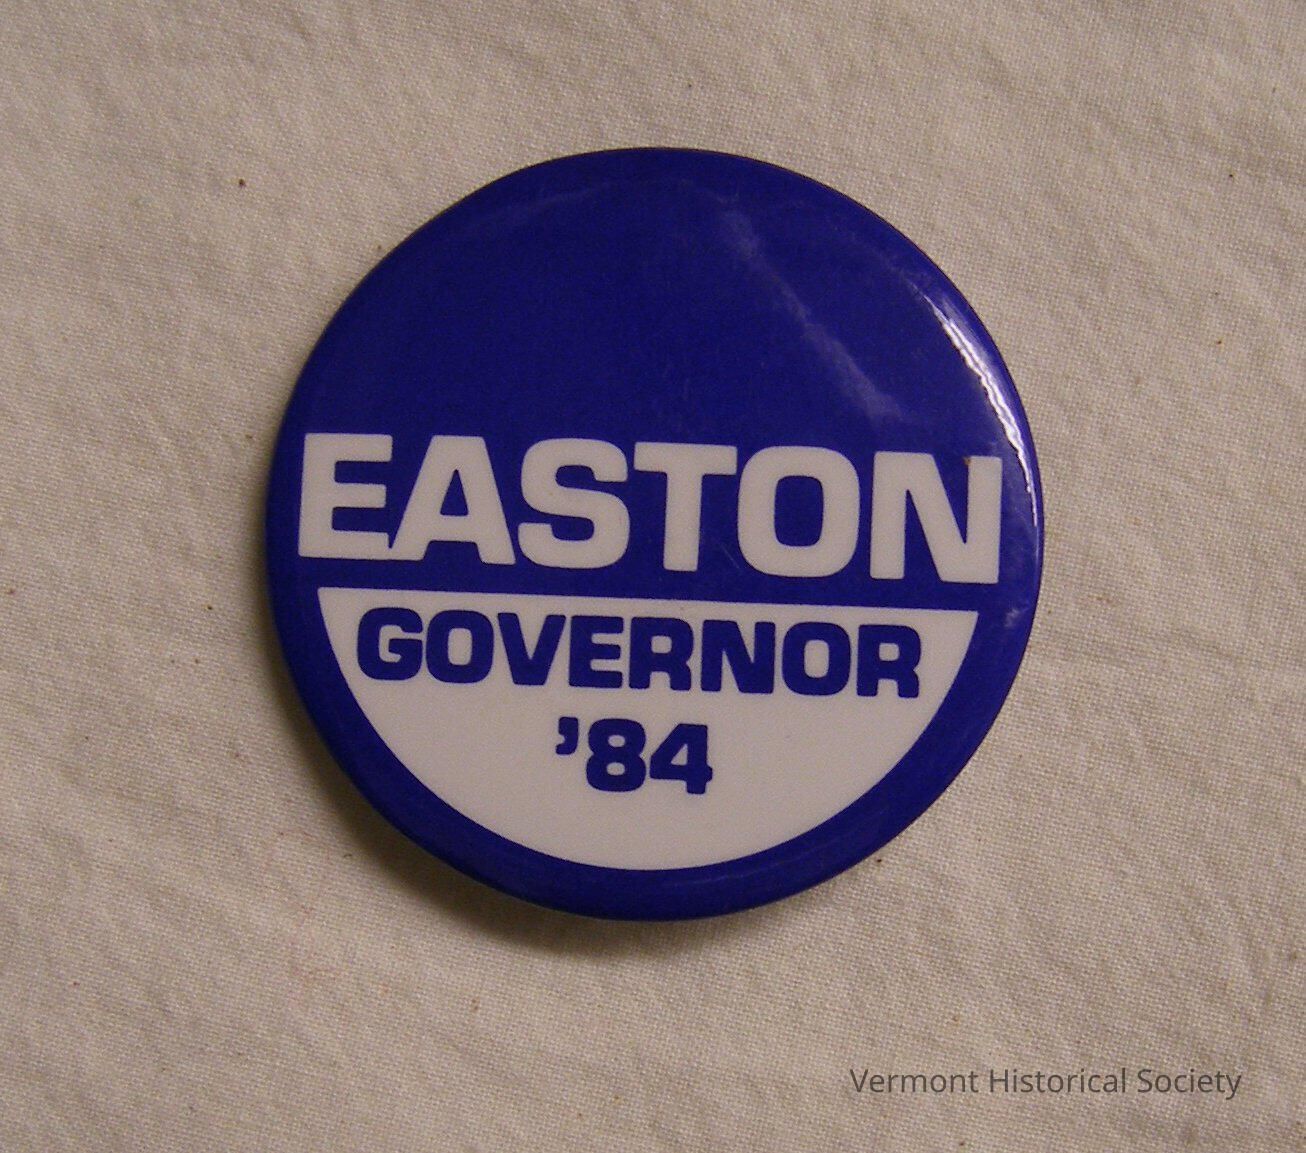 EASTON
GOVERNOR
’84
Vermont Historical Society